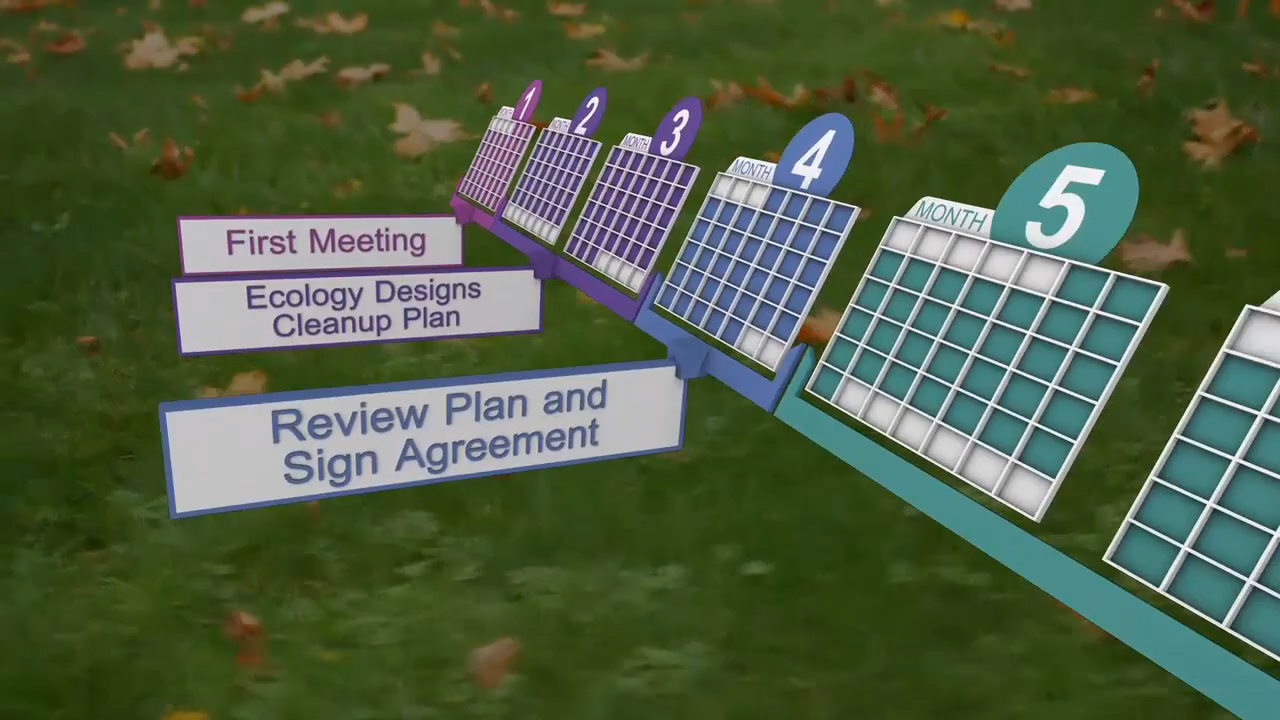 First Meeting
Ecology Designs
Cleanup Plan
Review Plan and
Sign Agreement
MONTH 1
MONTH 2
MONTH 3
MONTH 4
MONTH 5